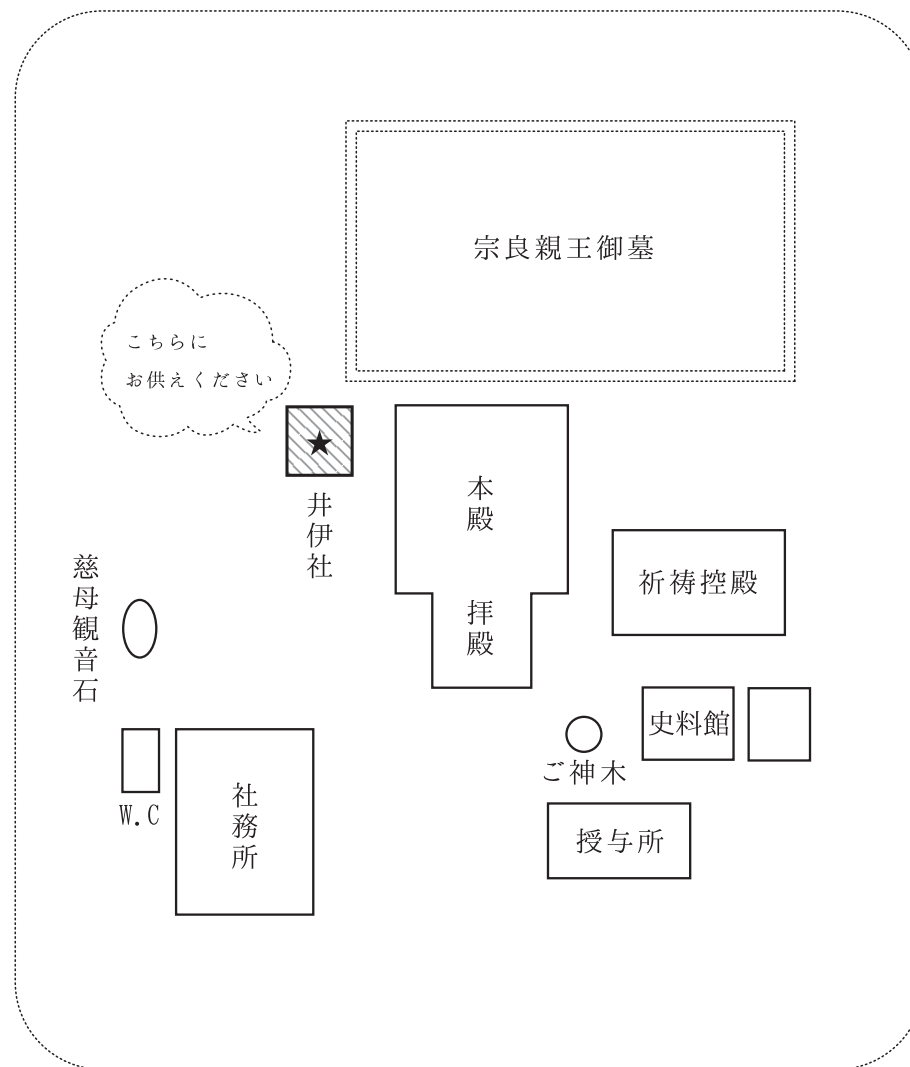 宗良親王御墓
こちらに
お供えください
井伊社
本殿
拝殿
祈祷控殿
慈母観音石
史料館
ご神木
W.C
社務所
授与所